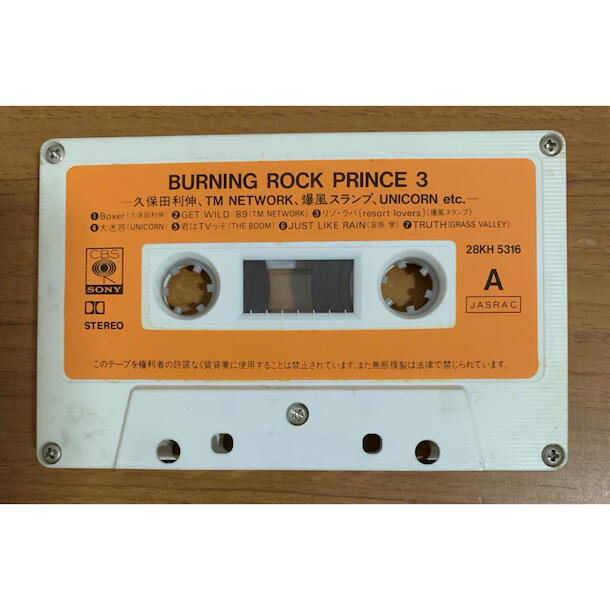 BURNING ROCK PRINCE 3
—久保田利伸、TM NETWORK、爆風スランプ、UNICORN etc.—
❶Boxer(久保田利伸) ❷GET WILD '89(TM NETWORK) ❸リゾ・ラバ[resort lovers](爆風スランプ)
❹大迷惑(UNICORN) ❺君はTVっ子(THE BOOM) ❻JUST LIKE RAIN(宮原 学) ❼TRUTH(GRASS VALLEY)
CBS
SONY
STEREO
28KH 5316
A
JASRAC
このテープを権利者の許諾なく賃貸業に使用することは禁止されています。また無断複製は法律で禁じられています。